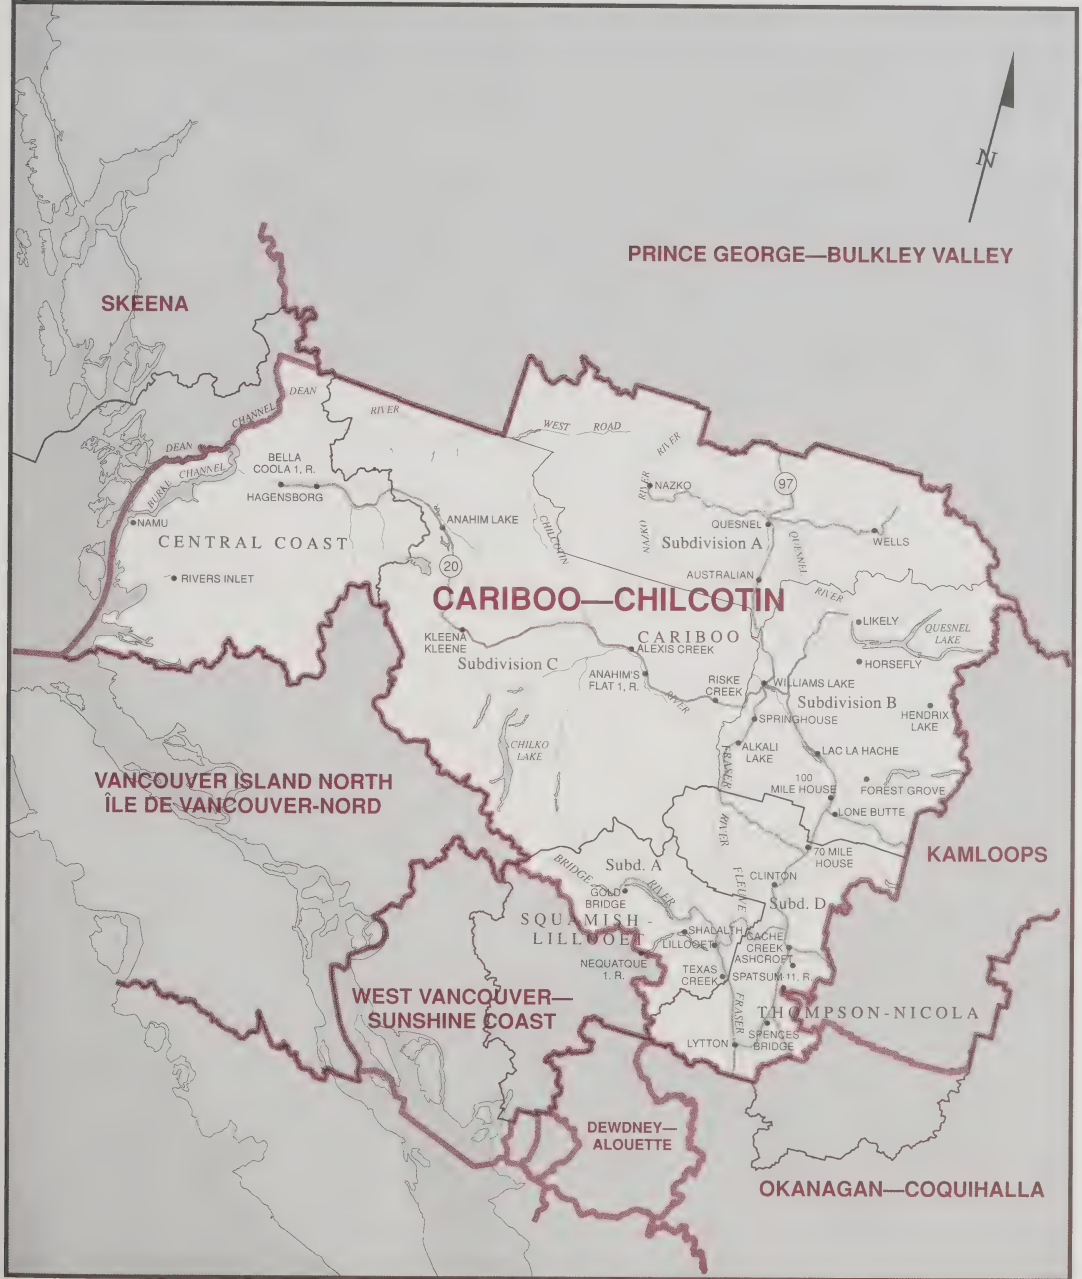 N
PRINCE GEORGE—BULKLEY VALLEY
SKEENA
DEAN
RIVER
DEAN
CHANNEL
WEST ROAD
RIVER
BURKE CHANNEL
BELLA
COOLA 1, R.
HAGENSBORG
NAMU
CENTRAL COAST
RIVERS INLET
ANAHIM LAKE
20
CHILCOTIN
NAZKO
NAZKO RIVER
97
QUESNEL
Subdivision A
WELLS
QUESNEL
RIVER
AUSTRALIAN
CARIBOO—CHILCOTIN
LIKELY
QUESNEL
LAKE
HORSEFLY
KLEENA
KLEENE
Subdivision C
CARIBOO
ALEXIS CREEK
ANAHIM'S
FLAT 1, R.
RIVER
RISKE
CREEK
WILLIAMS LAKE
Subdivision B
HENDRIX
LAKE
SPRINGHOUSE
CHILKO
LAKE
ALKALI
LAKE
LAC LA HACHE
FRASER
RIVER
100
MILE HOUSE
FOREST GROVE
LONE BUTTE
VANCOUVER ISLAND NORTH
ÎLE DE VANCOUVER-NORD
70 MILE
HOUSE
KAMLOOPS
Subd. A
BRIDGE
RIVER
GOLD
BRIDGE
FLEUVE
CLINTON
Subd. D
SQUAMISH -
LILLOOET
SHALALTH
LILLOOET
CACHE
CREEK
ASHCROFT
NEQUATQUE
1. R.
TEXAS
CREEK
SPATSUM 11, R.
WEST VANCOUVER—
SUNSHINE COAST
FRASER
THOMPSON-NICOLA
LYTTON
SPENCES
BRIDGE
DEWDNEY—
ALOUETTE
OKANAGAN—COQUIHALLA